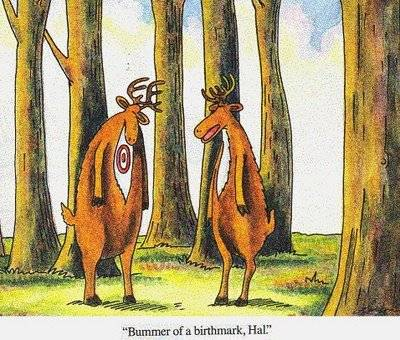 "Bummer of a birthmark, Hal."